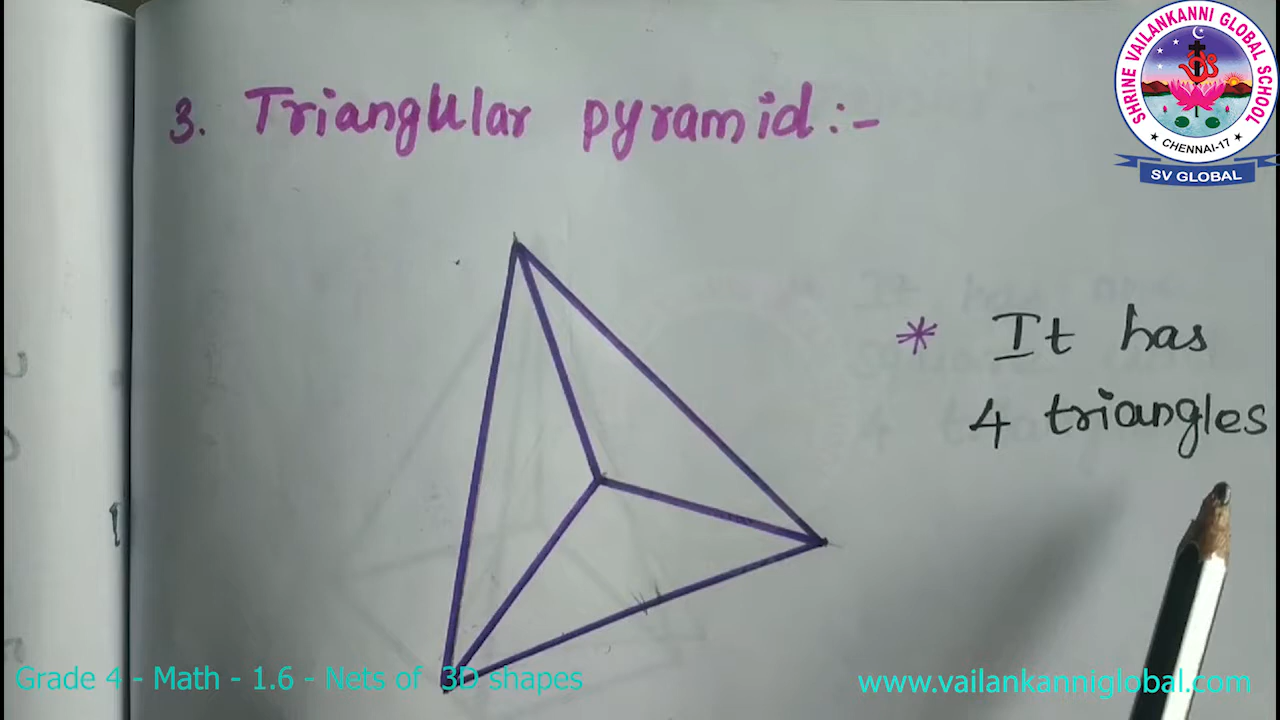 SHRINE VAILANKANNI GLOBAL SCHOOL
★ CHENNAI-17 ★
SV GLOBAL
3. Triangular pyramid:-
* It has
4 triangles
Grade 4 - Math - 1.6 - Nets of 3D shapes
www.vailankanniglobal.com